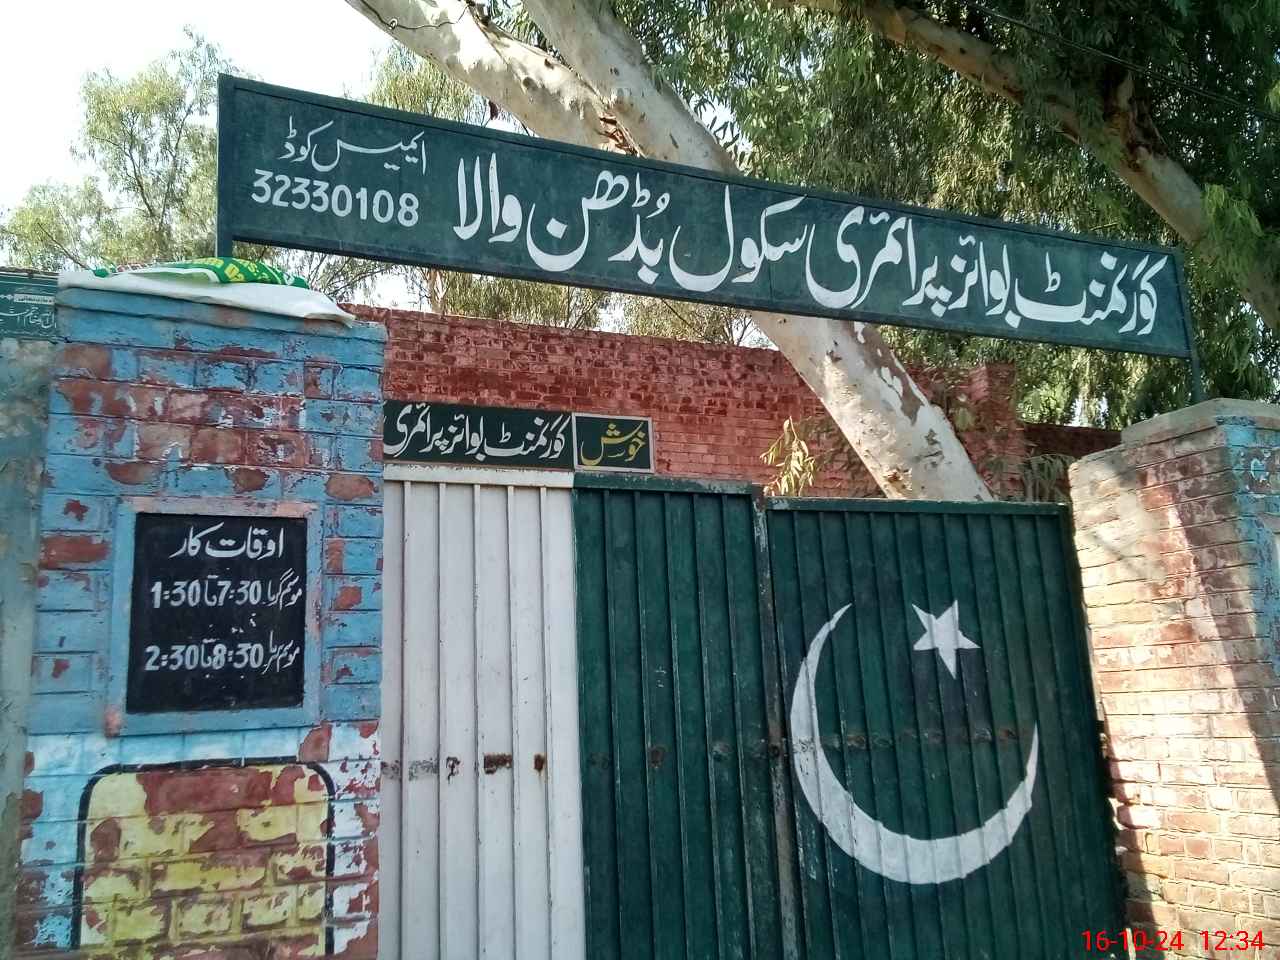 گورنمنٹ بوائز پرائمری سکول بُڈھن والا
ایمیس کوڈ
32330108
گورنمنٹ بوائز پرائمری
خوش
اوقات کار
موسم گرما 7:30 تا 1:30
موسم سرما 8:30 تا 2:30
16-10-24 12:34